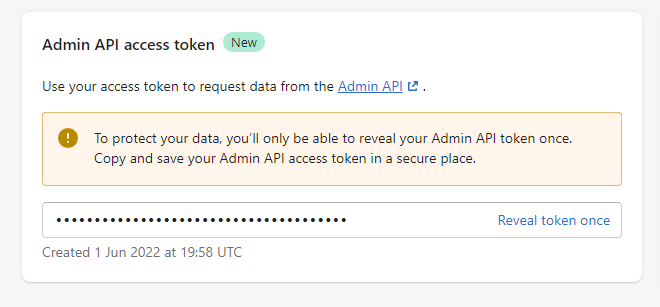 Admin API access token New
Use your access token to request data from the Admin API .
To protect your data, you'll only be able to reveal your Admin API token once.
Copy and save your Admin API access token in a secure place.
•••••••••••••••••••••••••••••••••••••• Reveal token once
Created 1 Jun 2022 at 19:58 UTC